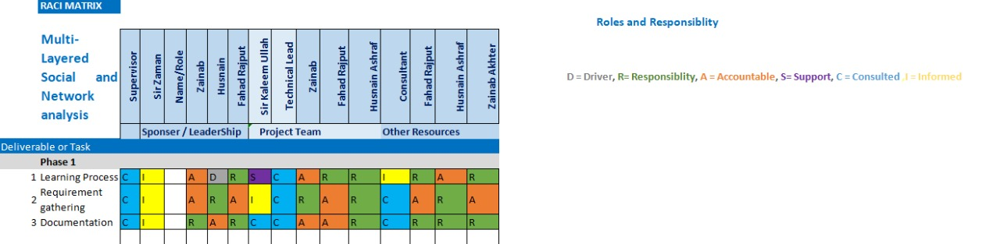 RACI MATRIX
Roles and Responsiblity
Multi-
Layered
Social and
Network
analysis
Supervisor
Sir Zaman
Name/Role
Zainab
Husnain
Fahad Rajput
Sir Kaleem Ullah
Technical Lead
Zainab
Fahad Rajput
Husnain Ashraf
Consultant
Fahad Rajput
Husnain Ashraf
Zainab Akhter
D = Driver, R= Responsiblity, A = Accountable, S= Support, C = Consulted ,I = Informed
Sponser / LeaderShip Project Team Other Resources
Deliverable or Task
Phase 1
1 Learning Process C I A D R S C A R R I R A R
2 Requirement
gathering C I A R A I C R A R C A R A
3 Documentation C I R A R C C A A R C R R R